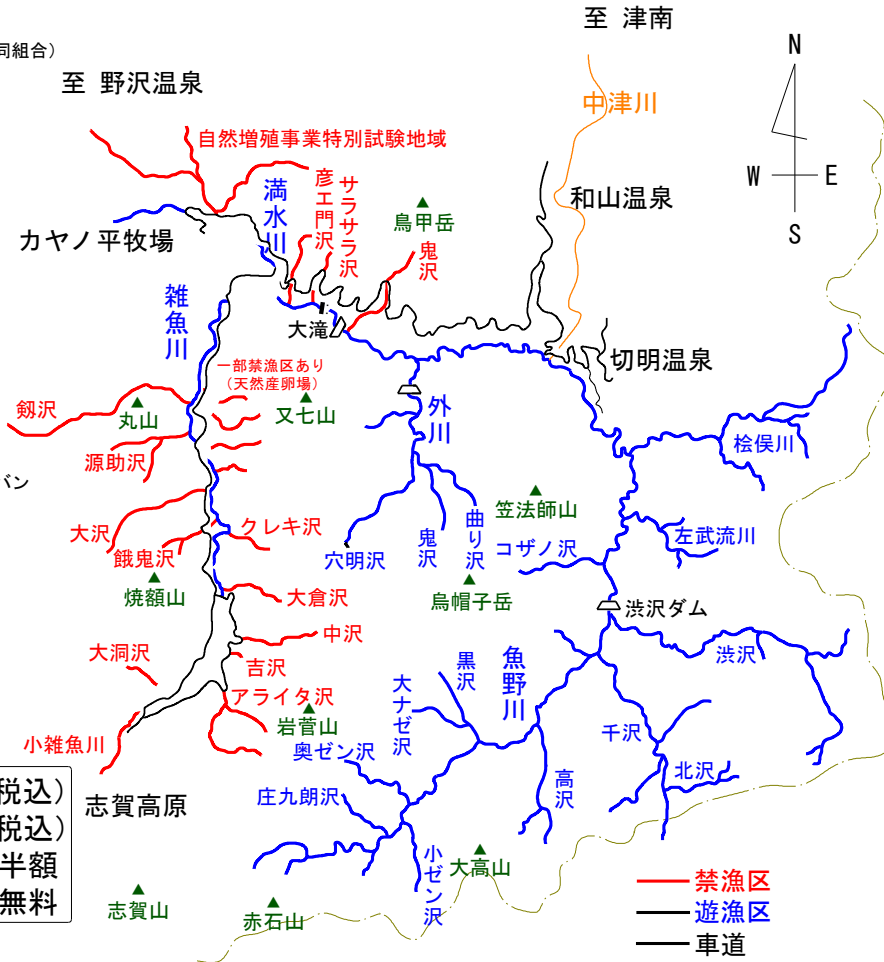 至 津南
同組合）
至 野沢温泉
N
W
E
S
中津川
自然増殖事業特別試験地域
満水川
彦エ門沢
サラサラ沢
鳥甲岳
和山温泉
カヤノ平牧場
鬼沢
雑魚川
大滝
切明温泉
一部禁漁区あり
（天然産卵場）
剱沢
丸山
又七山
外川
桧俣川
源助沢
バン
笠法師山
大沢
クレキ沢
鬼沢
曲り沢
左武流川
餓鬼沢
穴明沢
コザノ沢
焼額山
大倉沢
烏帽子岳
渋沢ダム
中沢
大洞沢
吉沢
黒沢
魚野川
渋沢
アライタ沢
大ナゼ沢
岩菅山
千沢
小雑魚川
奥ゼン沢
高沢
北沢
税込）
税込）
半額
無料
志賀高原
庄九朗沢
小ゼン沢
大高山
志賀山
赤石山
禁漁区
遊漁区
車道